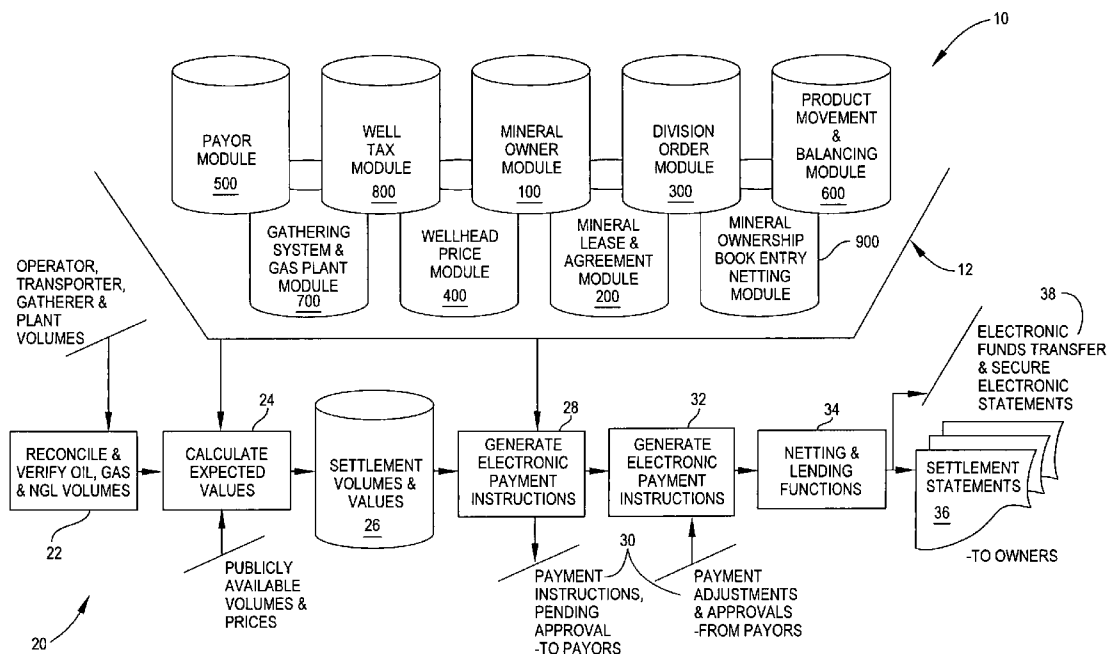 10
PAYOR
MODULE
500
WELL
TAX
MODULE
800
MINERAL
OWNER
MODULE
100
DIVISION
ORDER
MODULE
300
PRODUCT
MOVEMENT
&
BALANCING
MODULE
600
GATHERING
SYSTEM &
GAS PLANT
MODULE
700
WELLHEAD
PRICE
MODULE
400
MINERAL
LEASE &
AGREEMENT
MODULE
200
MINERAL
OWNERSHIP
BOOK ENTRY
NETTING
MODULE
900
12
OPERATOR,
TRANSPORTER,
GATHERER &
PLANT
VOLUMES
38
ELECTRONIC
FUNDS TRANSFER
& SECURE
ELECTRONIC
STATEMENTS
RECONCILE &
VERIFY OIL, GAS
& NGL VOLUMES
22
24
CALCULATE
EXPECTED
VALUES
SETTLEMENT
VOLUMES &
VALUES
26
28
GENERATE
ELECTRONIC
PAYMENT
INSTRUCTIONS
32
GENERATE
ELECTRONIC
PAYMENT
INSTRUCTIONS
34
NETTING &
LENDING
FUNCTIONS
SETTLEMENT
STATEMENTS
36
-TO OWNERS
PUBLICLY
AVAILABLE
VOLUMES &
PRICES
30
PAYMENT
INSTRUCTIONS,
PENDING
APPROVAL
-TO PAYORS
PAYMENT
ADJUSTMENTS
& APPROVALS
-FROM PAYORS
20